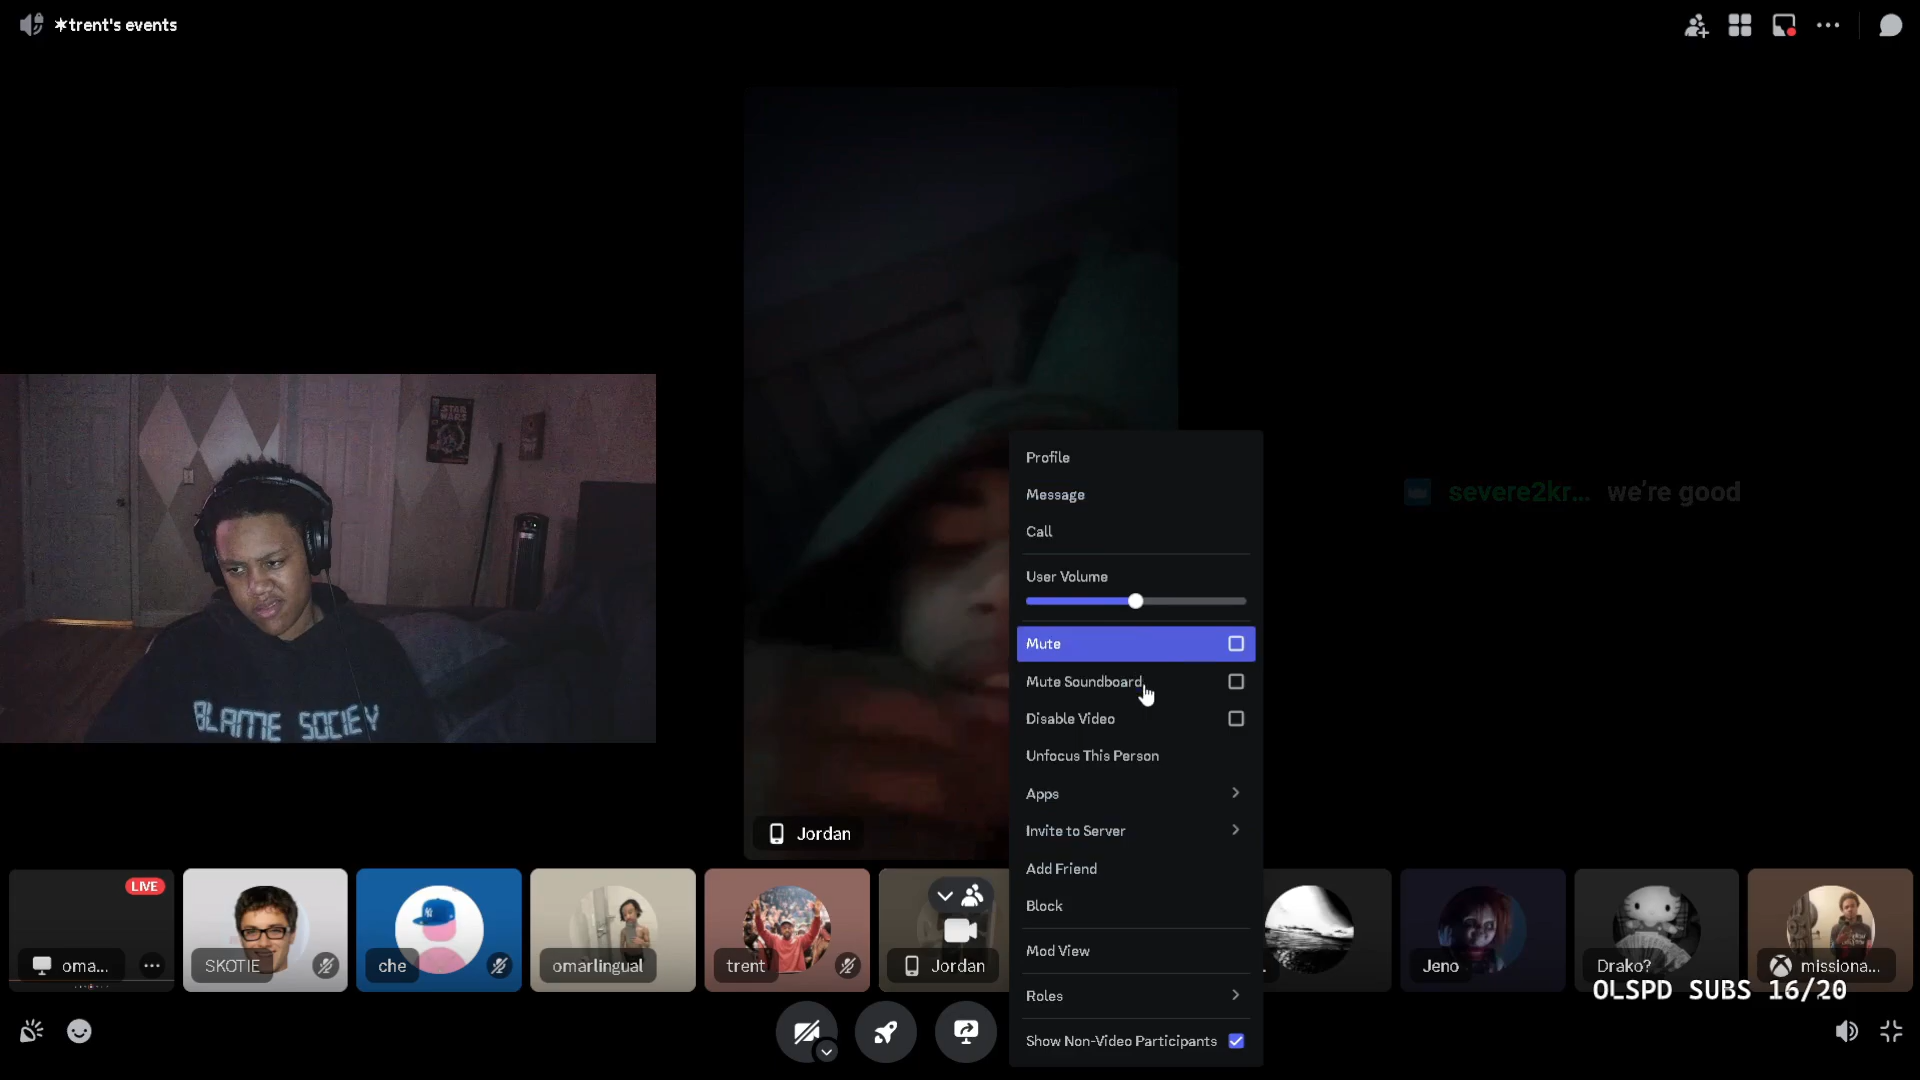 ✶trent's events
STAR WARS
BLAME SOCIEY
severe2kr... we're good
Profile
Message
Call
User Volume
Mute
Mute Soundboard
Disable Video
Unfocus This Person
Apps
Invite to Server
Add Friend
Block
Mod View
Roles
Show Non-Video Participants
Jordan
LIVE
oma...
SKOTIE
che
omarlingual
trent
Jordan
Jeno
Drako?
missiona...
OLSPD SUBS 16/20